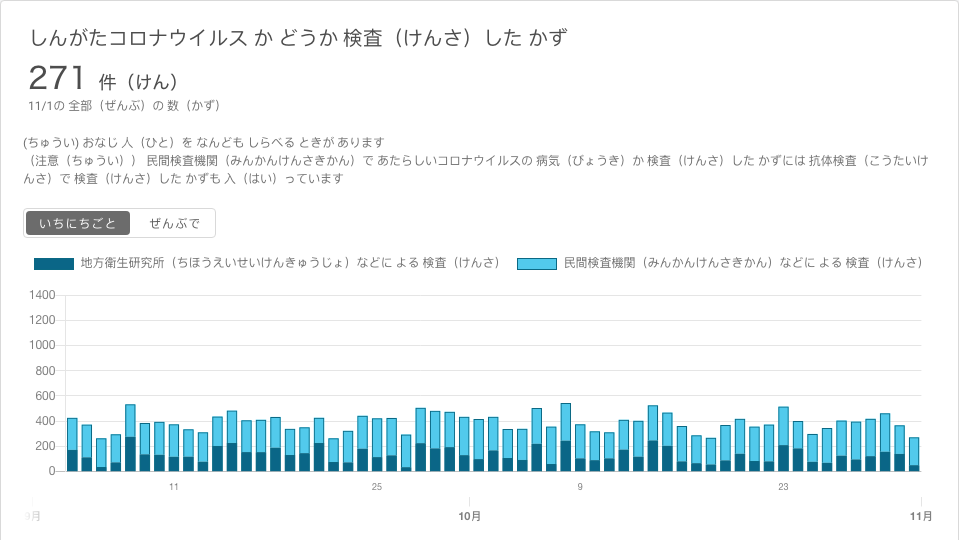 しんがたコロナウイルス か どうか 検査（けんさ）した かず
271 件（けん）
11/1の 全部（ぜんぶ）の 数（かず）
(ちゅうい) おなじ 人（ひと）を なんども しらべる ときが あります
（注意（ちゅうい）） 民間検査機関（みんかんけんさきかん）で あたらしいコロナウイルスの 病気（びょうき）か 検査（けんさ）した かずには 抗体検査（こうたいけ
んさ）で 検査（けんさ）した かずも 入（はい）っています
いちにちごと ぜんぶで
地方衛生研究所（ちほうえいせいけんきゅうじょ）などに よる 検査（けんさ） 民間検査機関（みんかんけんさきかん）などに よる 検査（けんさ）
1400
1200
1000
800
600
400
200
0
11 25 9 23
月 10月 11月